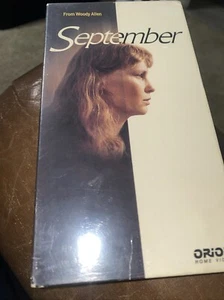 From Woody Allen
September
ORIO
HOME VID